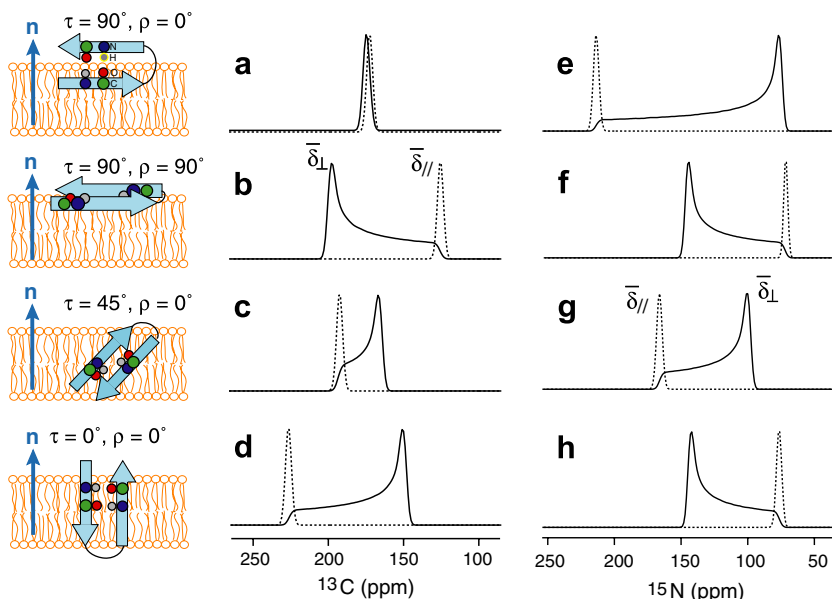 n τ = 90°, ρ = 0°
N
H
O
C
a
e
n τ = 90°, ρ = 90°
b δ̅⊥ δ̅//
f
n τ = 45°, ρ = 0°
c
g δ̅// δ̅⊥
n τ = 0°, ρ = 0°
d
h
250 200 150 100
13C (ppm)
250 200 150 100 50
15N (ppm)